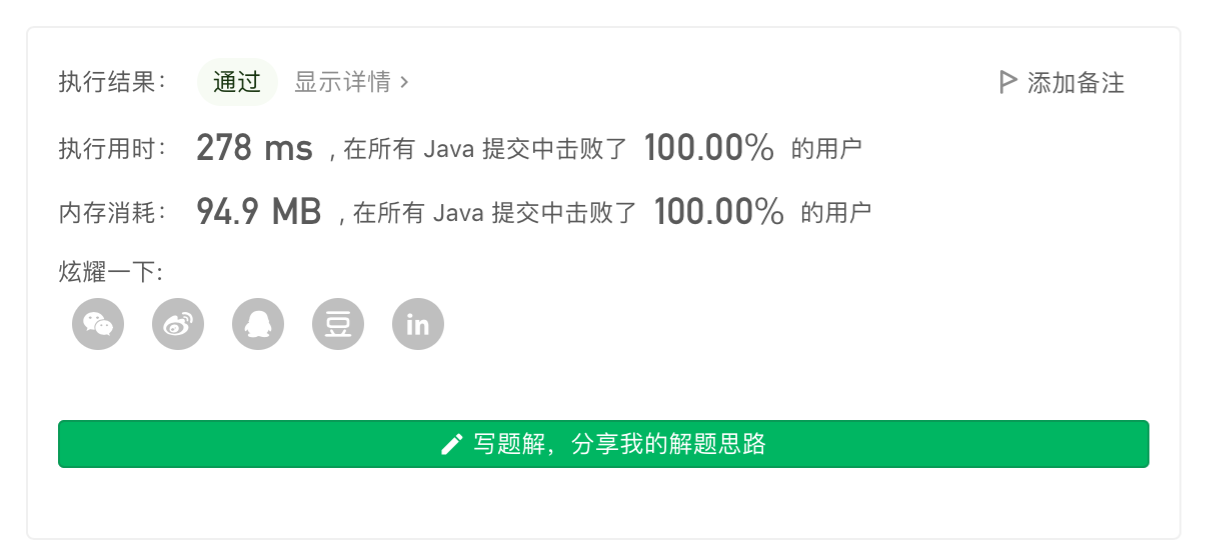 执行结果： 通过 显示详情 > 添加备注
执行用时： 278 ms , 在所有 Java 提交中击败了 100.00% 的用户
内存消耗： 94.9 MB , 在所有 Java 提交中击败了 100.00% 的用户
炫耀一下:
豆 in
写题解，分享我的解题思路